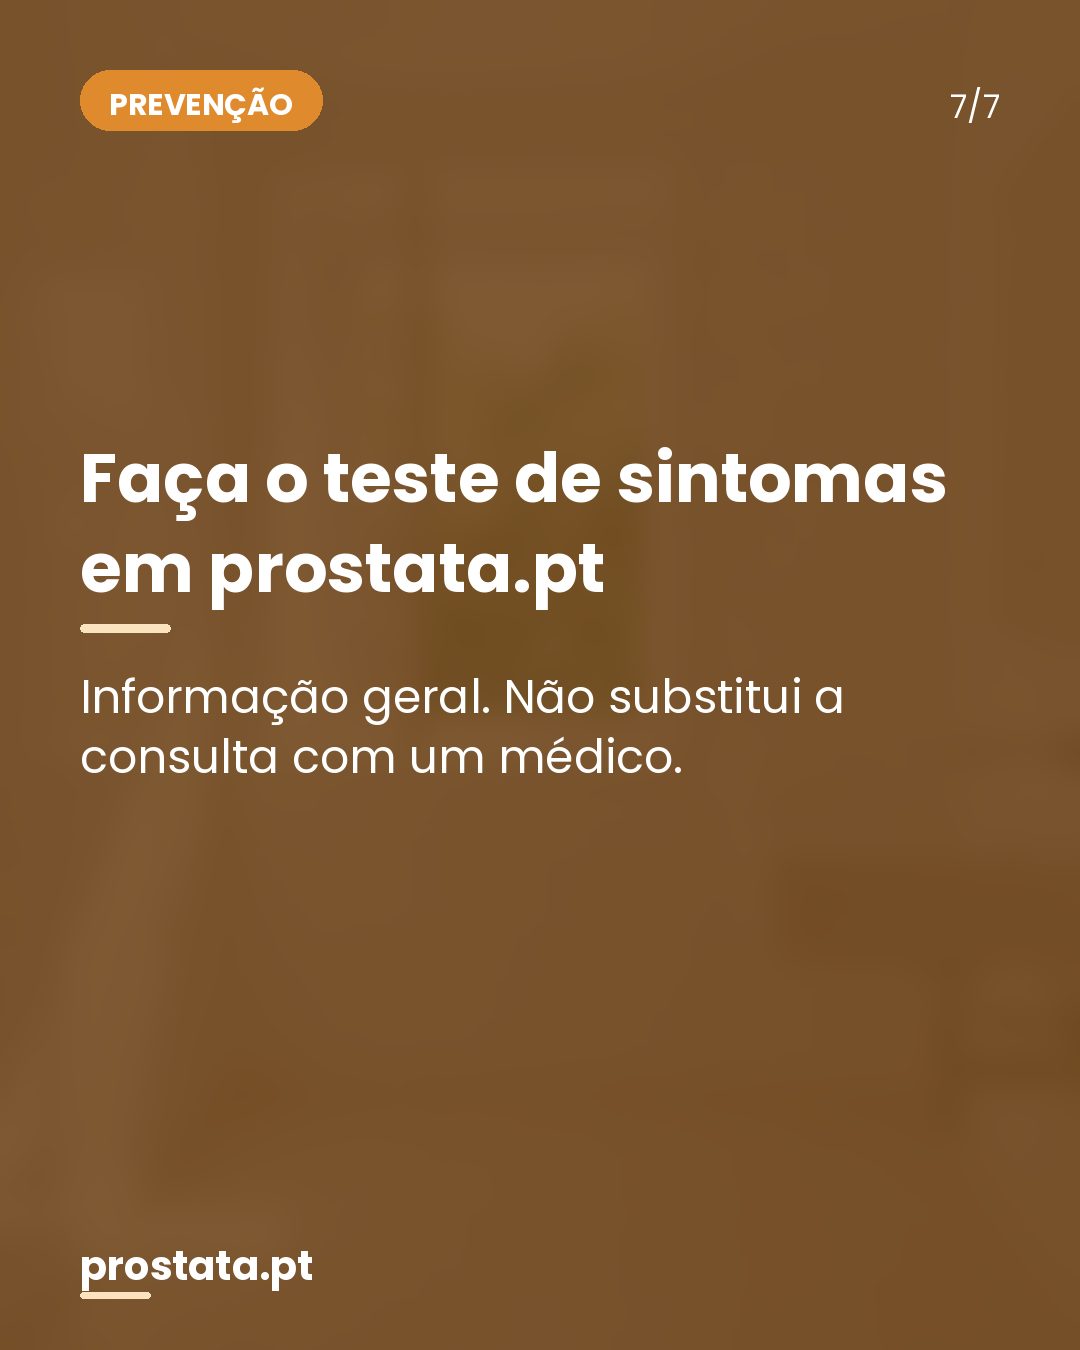 PREVENÇÃO
7/7
Faça o teste de sintomas
em prostata.pt
Informação geral. Não substitui a
consulta com um médico.
prostata.pt